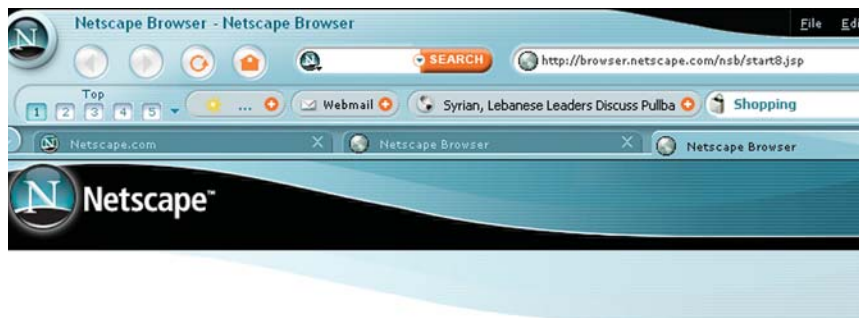 Netscape Browser - Netscape Browser
File Edi
N
SEARCH
http://browser.netscape.com/nsb/start8.jsp
Top
1 2 3 4 5 ... Webmail Syrian, Lebanese Leaders Discuss Pullba Shopping
N Netscape.com X Netscape Browser X Netscape Browser
N Netscape™